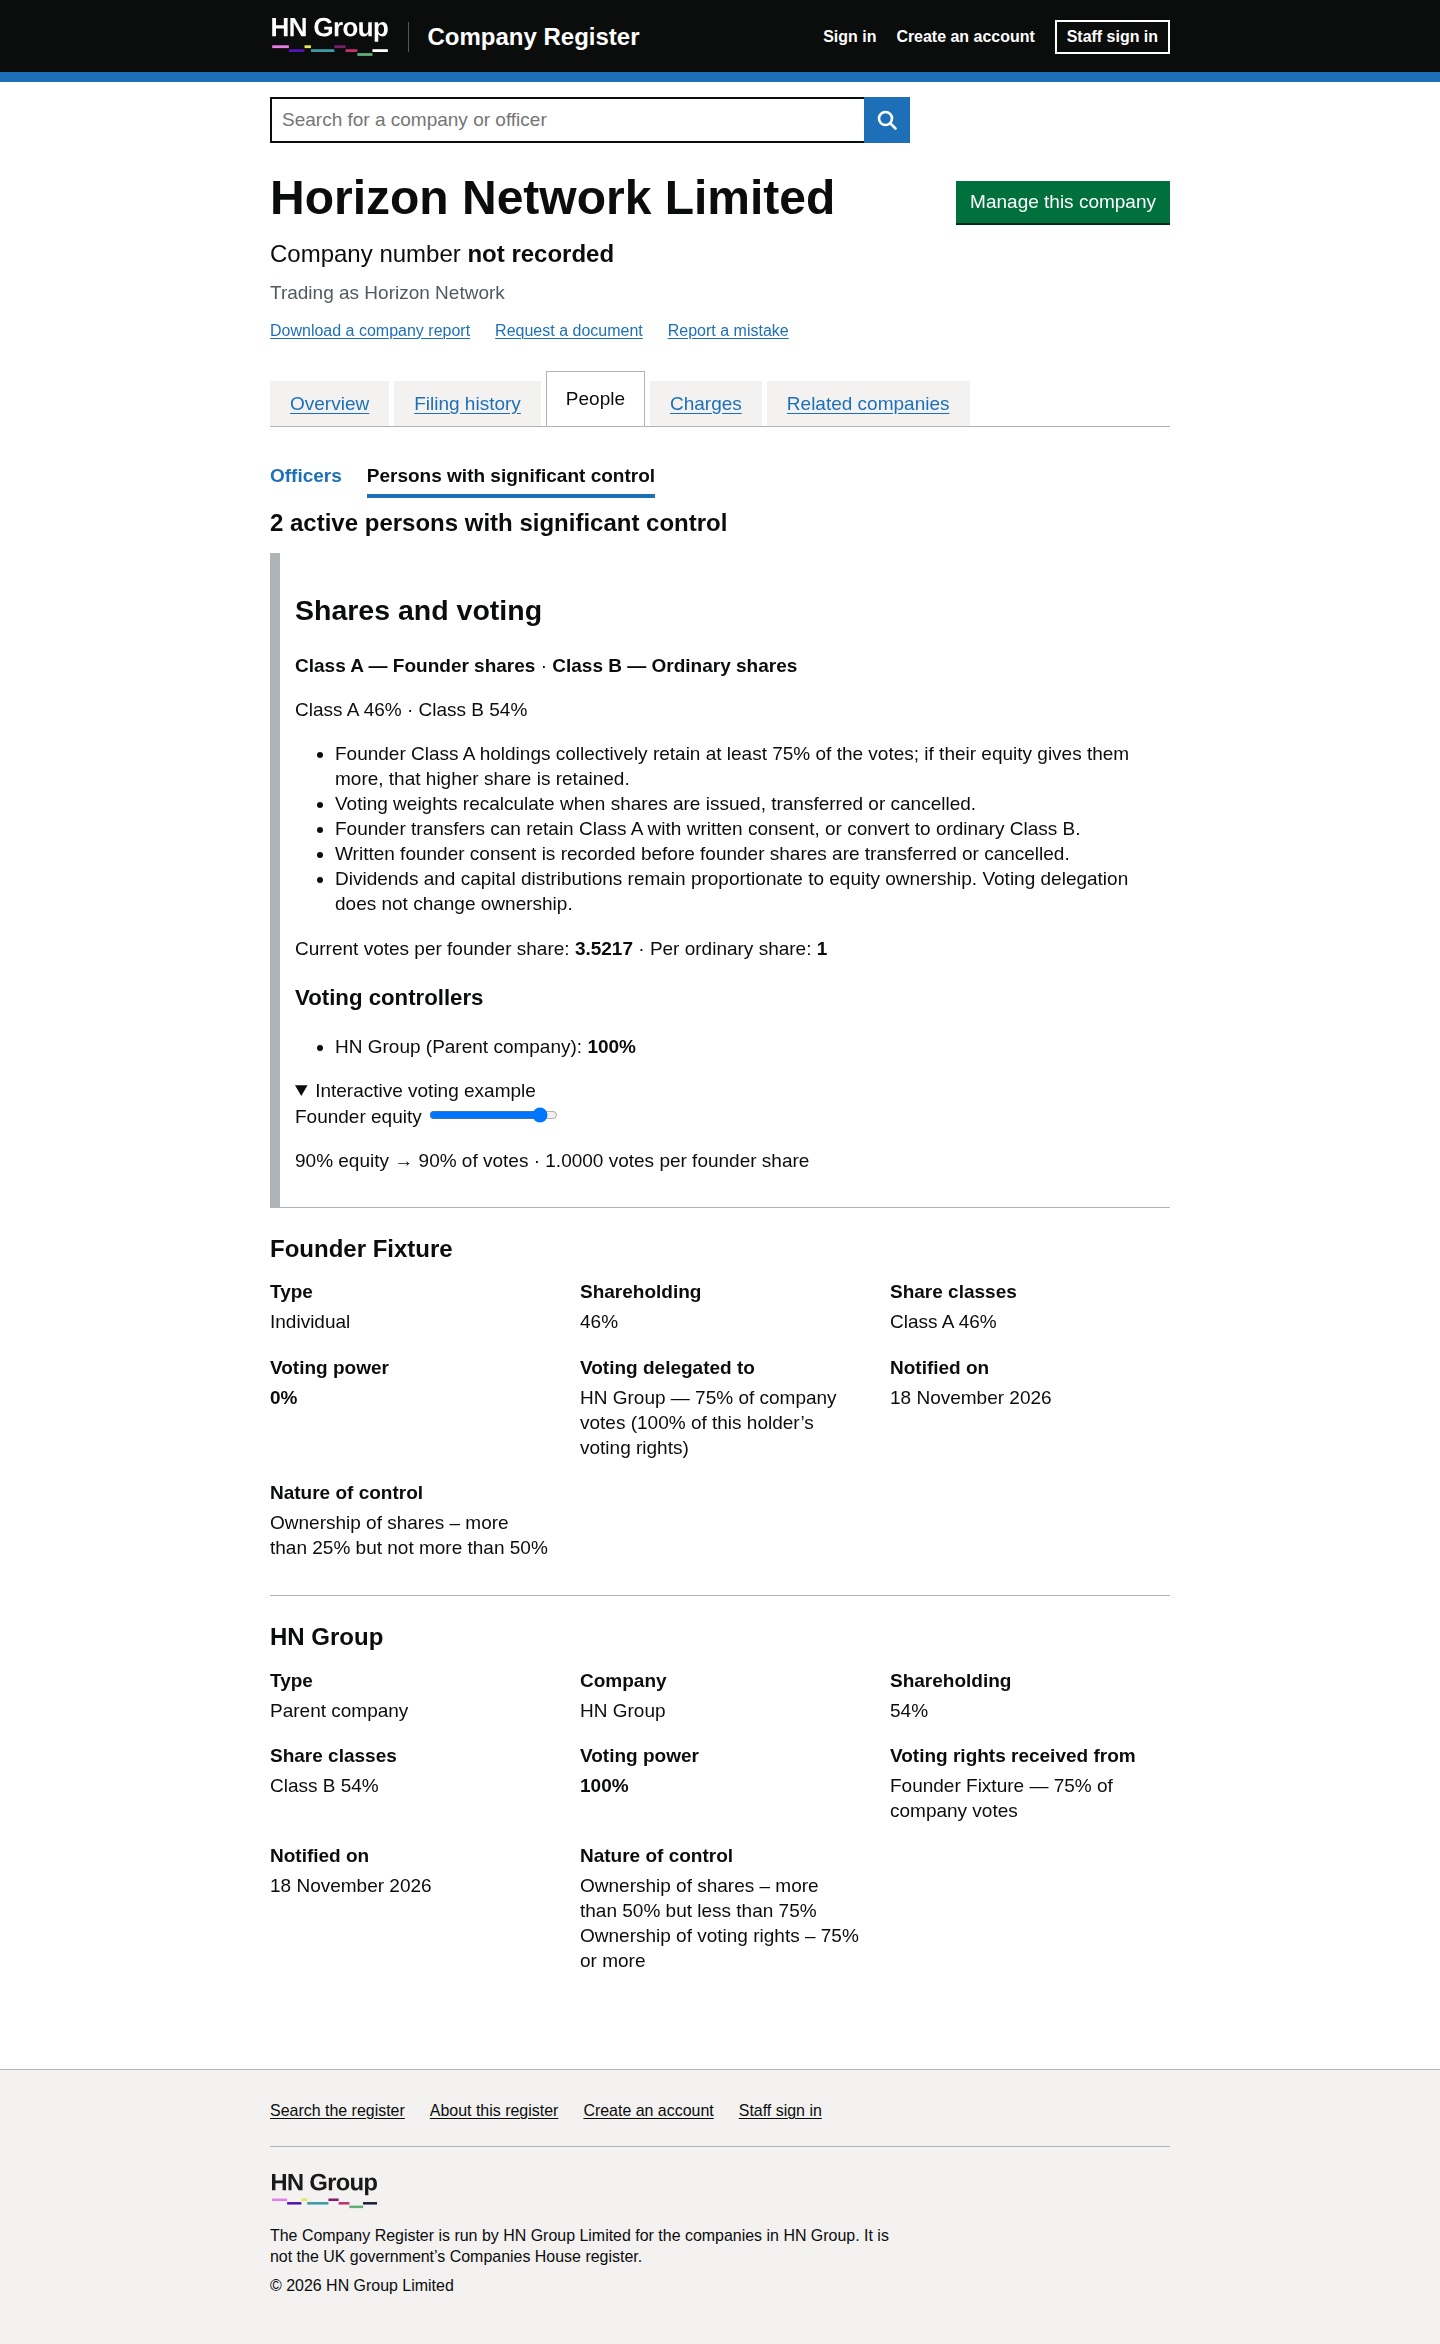 HN Group
Company Register
Sign in
Create an account
Staff sign in
Search for a company or officer
Horizon Network Limited
Manage this company
Company number not recorded
Trading as Horizon Network
Download a company report
Request a document
Report a mistake
Overview
Filing history
People
Charges
Related companies
Officers
Persons with significant control
2 active persons with significant control
Shares and voting
Class A — Founder shares · Class B — Ordinary shares
Class A 46% · Class B 54%
• Founder Class A holdings collectively retain at least 75% of the votes; if their equity gives them
more, that higher share is retained.
• Voting weights recalculate when shares are issued, transferred or cancelled.
• Founder transfers can retain Class A with written consent, or convert to ordinary Class B.
• Written founder consent is recorded before founder shares are transferred or cancelled.
• Dividends and capital distributions remain proportionate to equity ownership. Voting delegation
does not change ownership.
Current votes per founder share: 3.5217 · Per ordinary share: 1
Voting controllers
• HN Group (Parent company): 100%
▼ Interactive voting example
Founder equity
90% equity → 90% of votes · 1.0000 votes per founder share
Founder Fixture
Type
Individual
Shareholding
46%
Share classes
Class A 46%
Voting power
0%
Voting delegated to
HN Group — 75% of company
votes (100% of this holder’s
voting rights)
Notified on
18 November 2026
Nature of control
Ownership of shares – more
than 25% but not more than 50%
HN Group
Type
Parent company
Company
HN Group
Shareholding
54%
Share classes
Class B 54%
Voting power
100%
Voting rights received from
Founder Fixture — 75% of
company votes
Notified on
18 November 2026
Nature of control
Ownership of shares – more
than 50% but less than 75%
Ownership of voting rights – 75%
or more
Search the register
About this register
Create an account
Staff sign in
HN Group
The Company Register is run by HN Group Limited for the companies in HN Group. It is
not the UK government’s Companies House register.
© 2026 HN Group Limited